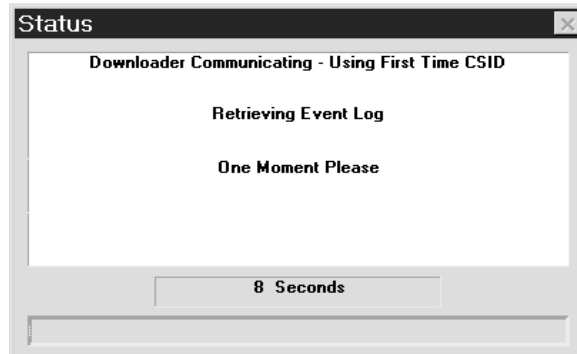 Status
Downloader Communicating - Using First Time CSID
Retrieving Event Log
One Moment Please
8 Seconds